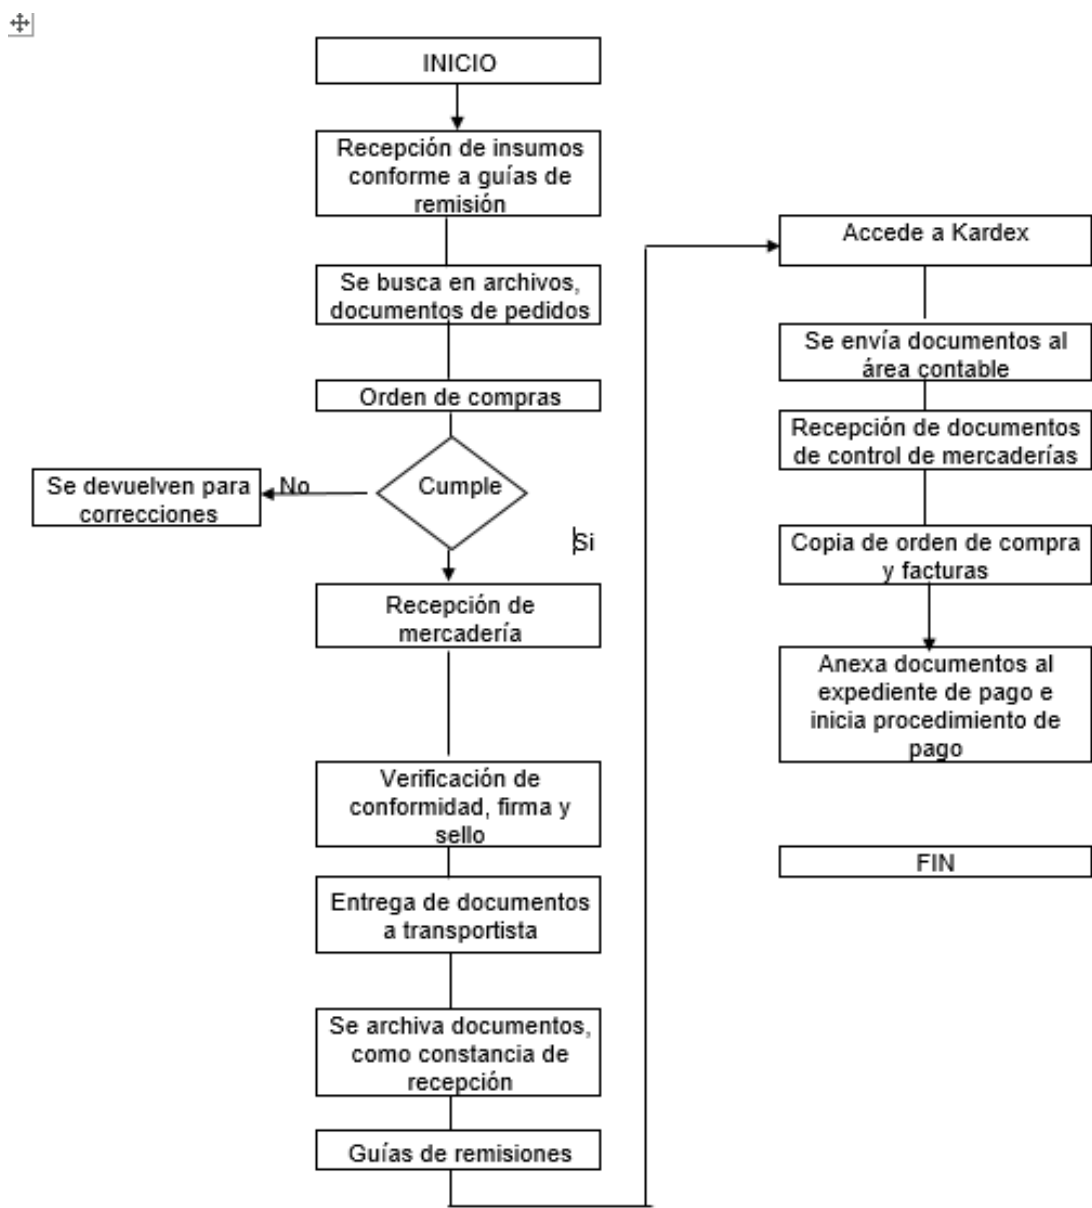 INICIO
Recepción de insumos
conforme a guías de
remisión
Se busca en archivos,
documentos de pedidos
Orden de compras
Cumple
No
Se devuelven para
correcciones
Si
Recepción de
mercadería
Verificación de
conformidad, firma y
sello
Entrega de documentos
a transportista
Se archiva documentos,
como constancia de
recepción
Guías de remisiones
Accede a Kardex
Se envía documentos al
área contable
Recepción de documentos
de control de mercaderías
Copia de orden de compra
y facturas
Anexa documentos al
expediente de pago e
inicia procedimiento de
pago
FIN